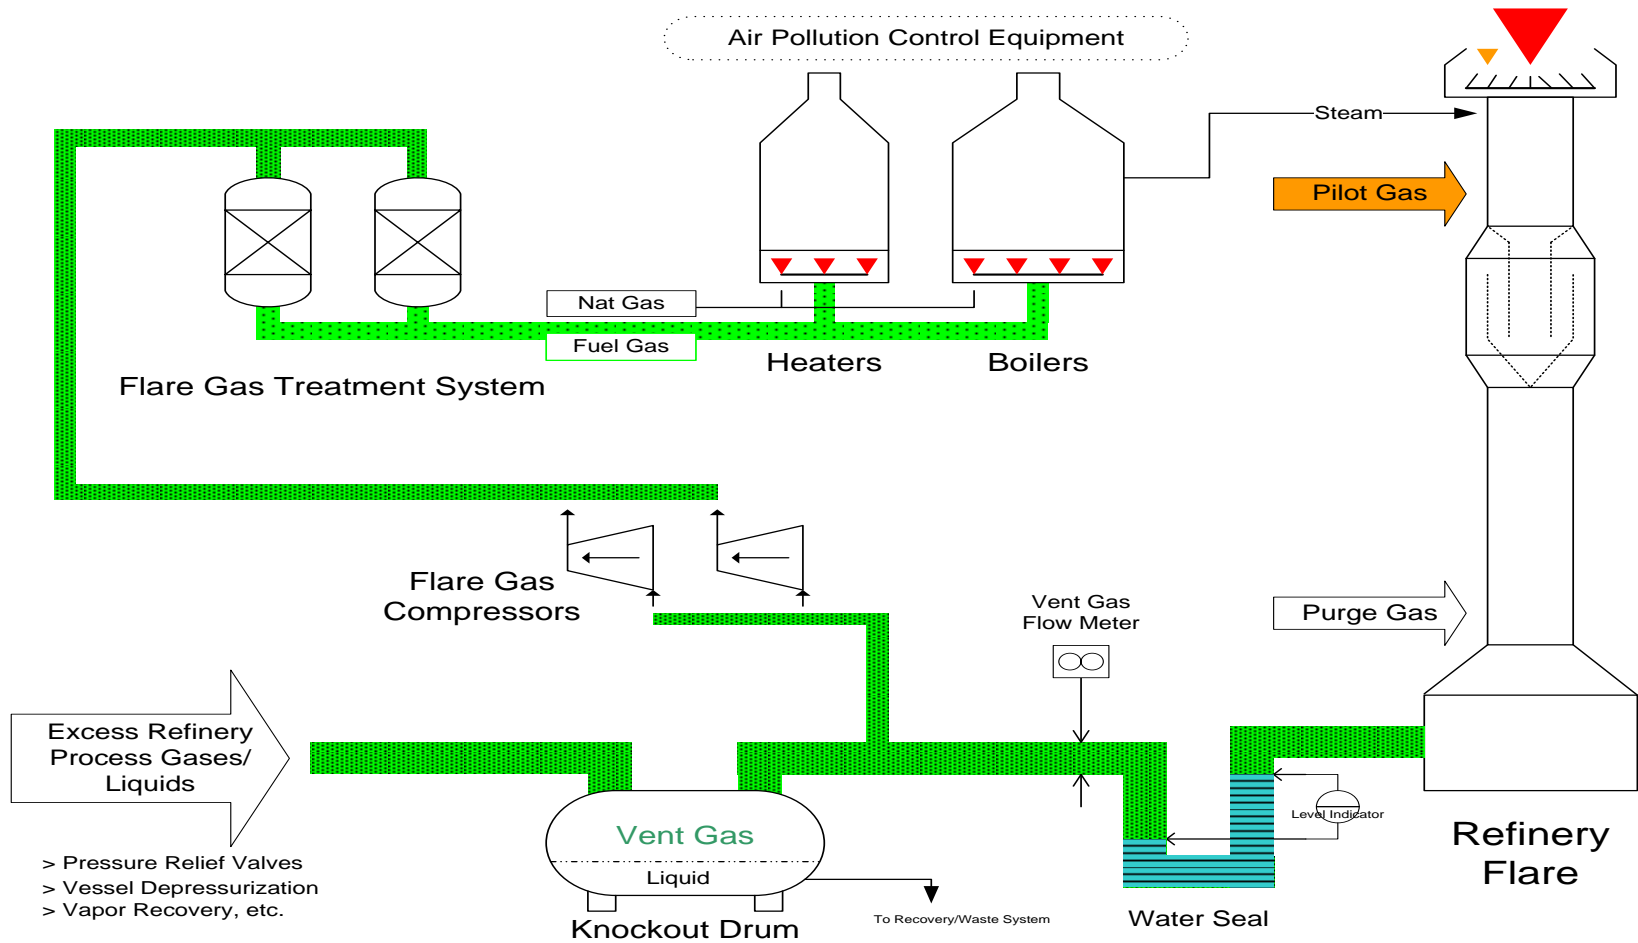 Air Pollution Control Equipment
Steam
Pilot Gas
Nat Gas
Fuel Gas
Heaters
Boilers
Flare Gas Treatment System
Flare Gas
Compressors
Vent Gas
Flow Meter
Purge Gas
Excess Refinery
Process Gases/
Liquids
> Pressure Relief Valves
> Vessel Depressurization
> Vapor Recovery, etc.
Vent Gas
Liquid
Knockout Drum
To Recovery/Waste System
Level Indicator
Water Seal
Refinery
Flare